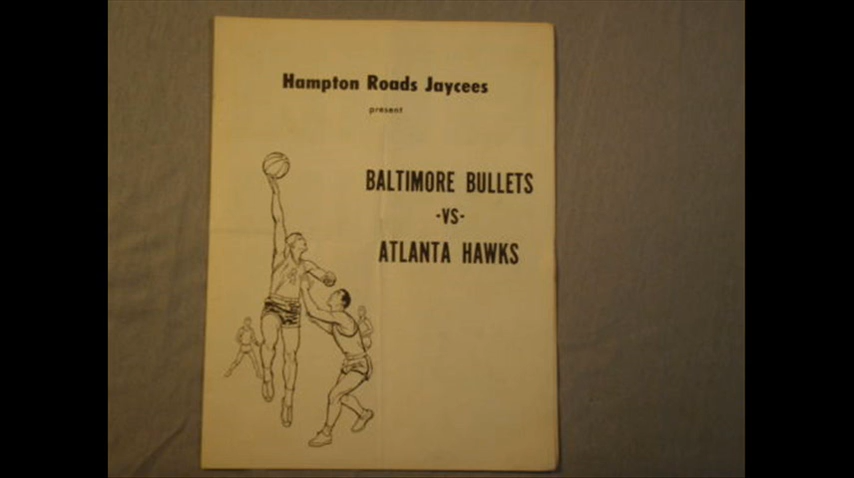 Hampton Roads Jaycees
present
BALTIMORE BULLETS
-VS-
ATLANTA HAWKS